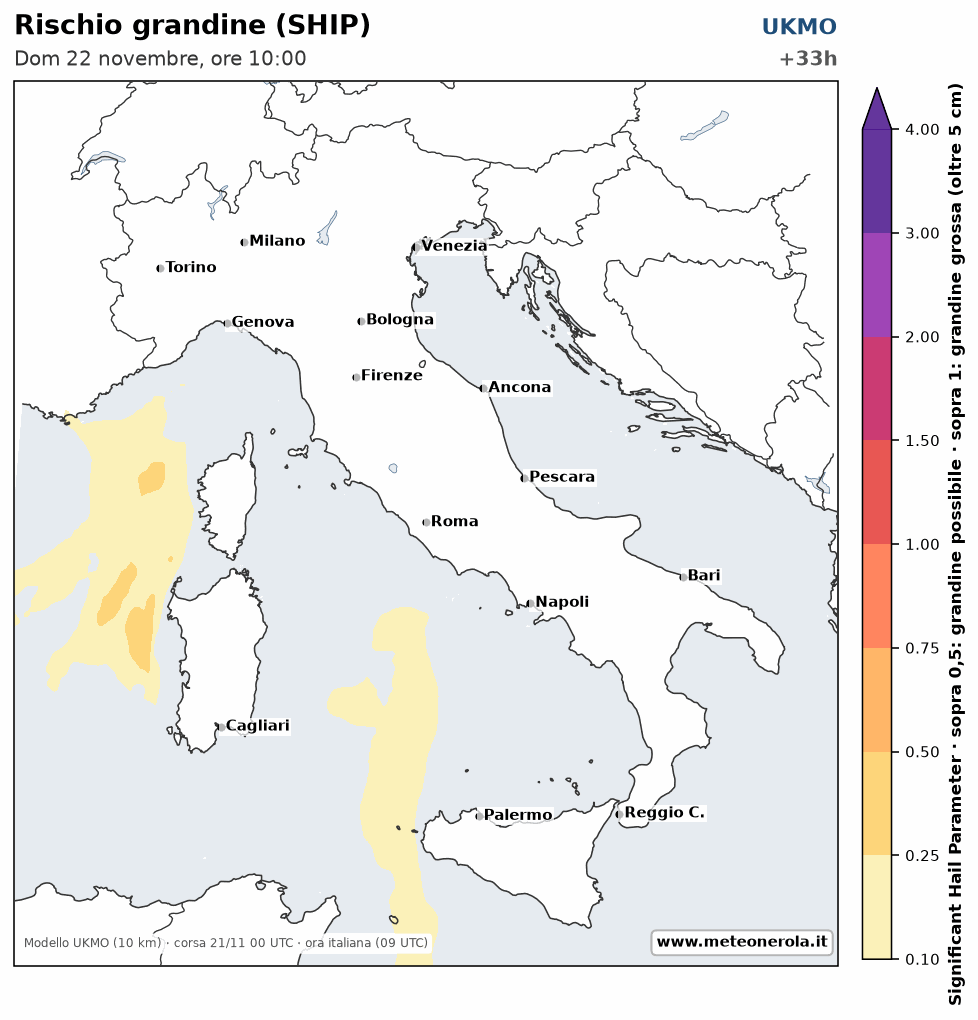 Rischio grandine (SHIP)
UKMO
Dom 22 novembre, ore 10:00
+33h
Milano
Venezia
Torino
Genova
Bologna
Firenze
Ancona
Pescara
Roma
Bari
Napoli
Cagliari
Palermo
Reggio C.
Modello UKMO (10 km) · corsa 21/11 00 UTC · ora italiana (09 UTC)
www.meteonerola.it
4.00
3.00
2.00
1.50
1.00
0.75
0.50
0.25
0.10
Significant Hail Parameter · sopra 0,5: grandine possibile · sopra 1: grandine grossa (oltre 5 cm)